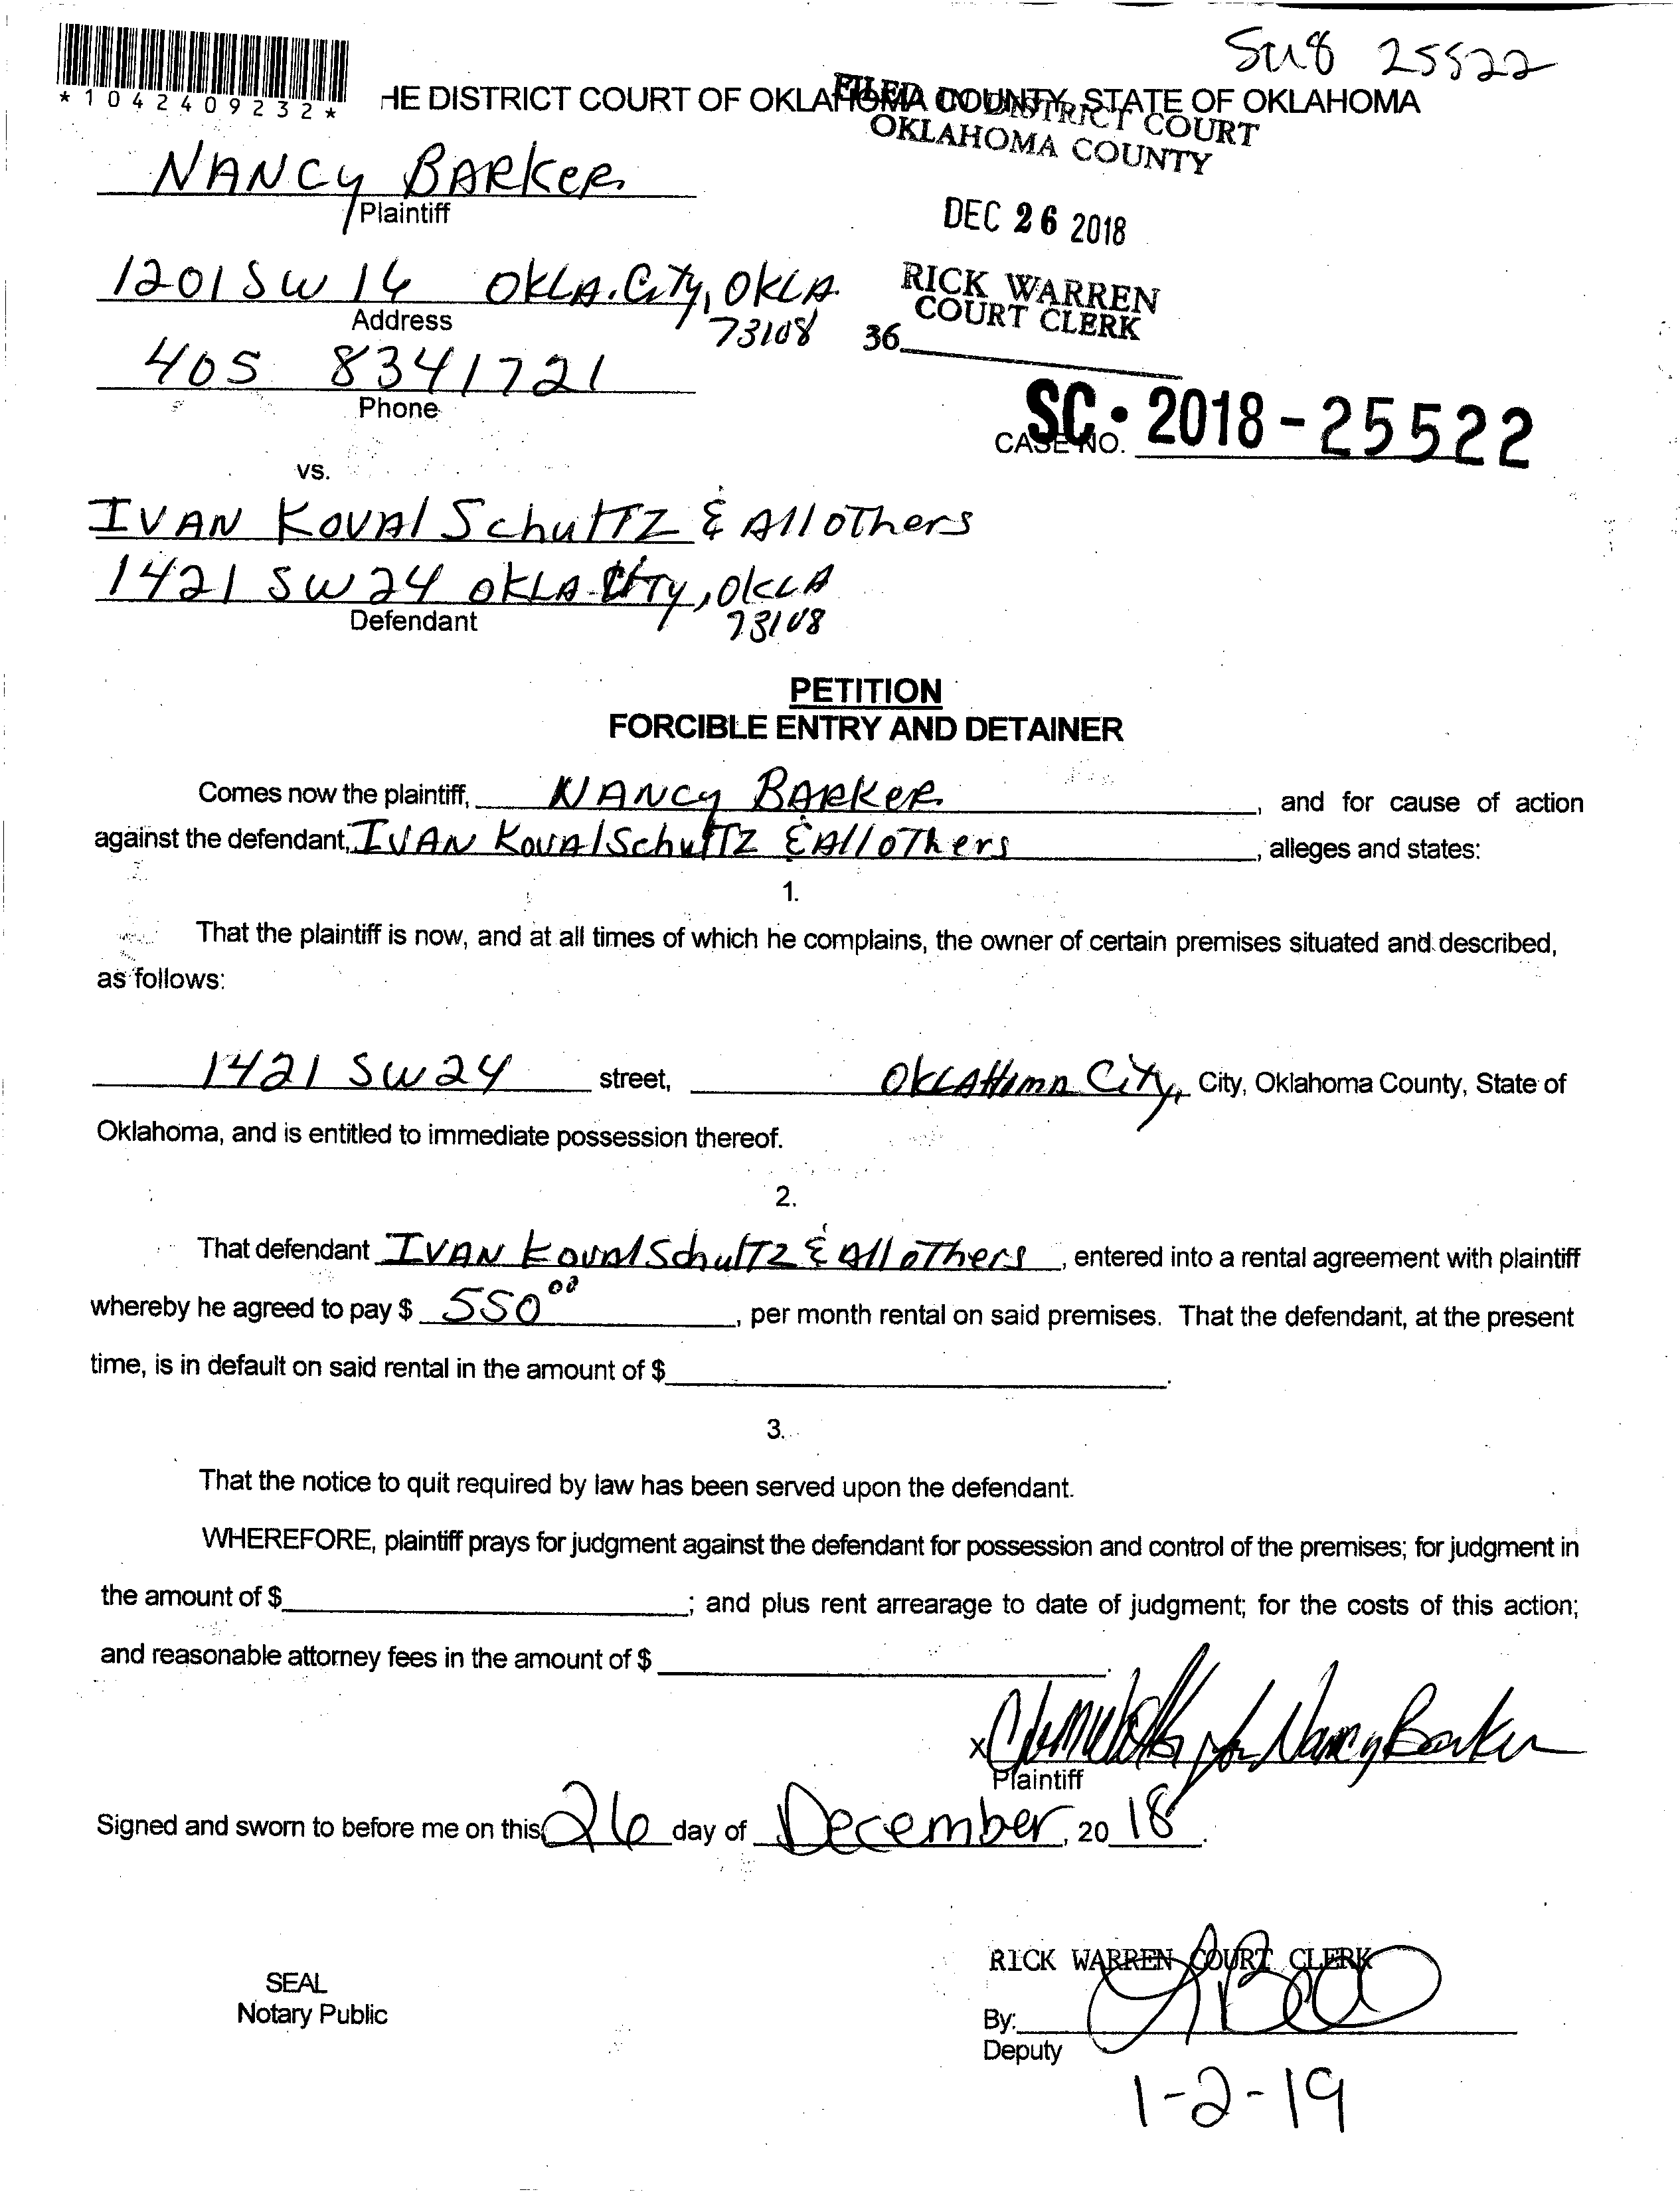 Su8 25522
*1042409232*
HE DISTRICT COURT OF OKLAHOMA COUNTY, STATE OF OKLAHOMA
FILED IN DISTRICT COURT
OKLAHOMA COUNTY
NANCY BARKER
Plaintiff
DEC 26 2018
1201 SW 16 OKLA. City, OKLA.
73108
Address
RICK WARREN
COURT CLERK
36
405 8341721
Phone
CASE NO. SC-2018-25522
vs.
IVAN KOVAlSchultz & All others
1421 SW 24 OKLA City, OKLA
73108
Defendant
PETITION
FORCIBLE ENTRY AND DETAINER
Comes now the plaintiff, NANCY BARKER, and for cause of action
against the defendant, IVAN KovAlSchultz & All oThers, alleges and states:
1.
That the plaintiff is now, and at all times of which he complains, the owner of certain premises situated and described,
as follows:
1421 SW 24 street, OKLAHOMA City, City, Oklahoma County, State of
Oklahoma, and is entitled to immediate possession thereof.
2.
That defendant IVAN KovalSchultz & All oThers, entered into a rental agreement with plaintiff
whereby he agreed to pay $ 550 00, per month rental on said premises. That the defendant, at the present
time, is in default on said rental in the amount of $
3.
That the notice to quit required by law has been served upon the defendant.
WHEREFORE, plaintiff prays for judgment against the defendant for possession and control of the premises; for judgment in
the amount of $ ; and plus rent arrearage to date of judgment; for the costs of this action;
and reasonable attorney fees in the amount of $ .
x for Nancy Barker
Plaintiff
Signed and sworn to before me on this 26 day of December, 20 18.
RICK WARREN COURT CLERK
SEAL
Notary Public
By:
Deputy
1-2-19